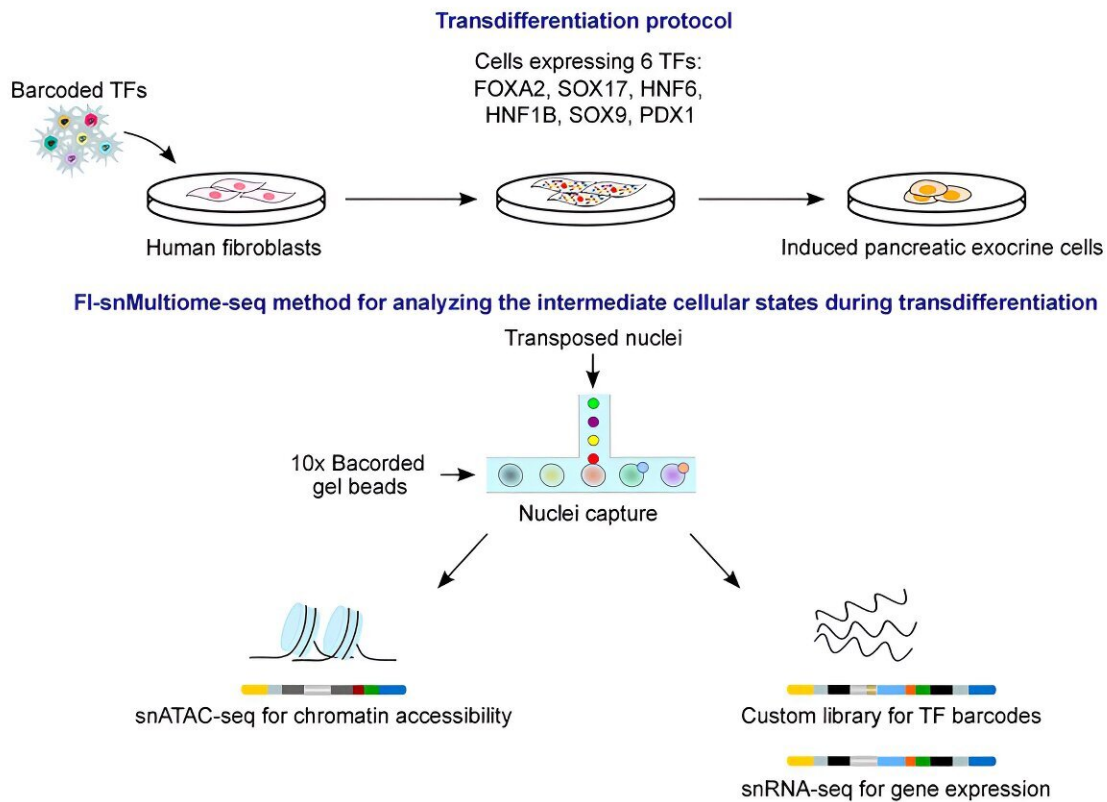 Transdifferentiation protocol
Cells expressing 6 TFs:
FOXA2, SOX17, HNF6,
HNF1B, SOX9, PDX1
Barcoded TFs
Human fibroblasts
Induced pancreatic exocrine cells
FI-snMultiome-seq method for analyzing the intermediate cellular states during transdifferentiation
Transposed nuclei
10x Bacorded
gel beads
Nuclei capture
snATAC-seq for chromatin accessibility
Custom library for TF barcodes
snRNA-seq for gene expression